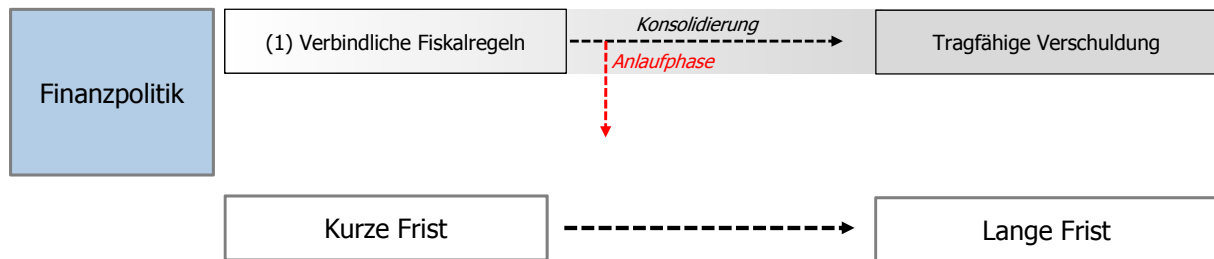 Finanzpolitik
(1) Verbindliche Fiskalregeln
Konsolidierung
Anlaufphase
Tragfähige Verschuldung
Kurze Frist
Lange Frist